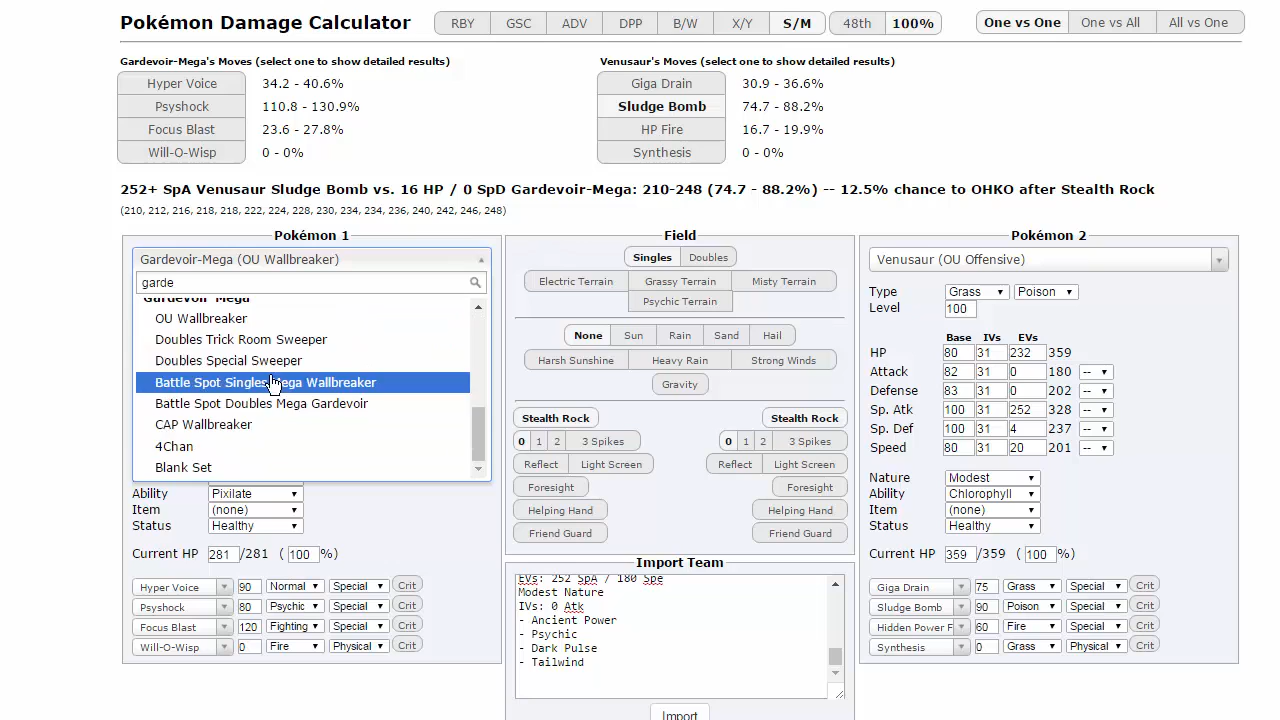 Pokémon Damage Calculator RBY GSC ADV DPP B/W X/Y S/M 48th 100% One vs One One vs All All vs One
Gardevoir-Mega's Moves (select one to show detailed results) Venusaur's Moves (select one to show detailed results)
Hyper Voice 34.2 - 40.6% Giga Drain 30.9 - 36.6%
Psyshock 110.8 - 130.9% Sludge Bomb 74.7 - 88.2%
Focus Blast 23.6 - 27.8% HP Fire 16.7 - 19.9%
Will-O-Wisp 0 - 0% Synthesis 0 - 0%
252+ SpA Venusaur Sludge Bomb vs. 16 HP / 0 SpD Gardevoir-Mega: 210-248 (74.7 - 88.2%) -- 12.5% chance to OHKO after Stealth Rock
(210, 212, 216, 218, 218, 222, 224, 228, 230, 234, 234, 236, 240, 242, 246, 248)
Pokémon 1
Gardevoir-Mega (OU Wallbreaker)
garde
Gardevoir-Mega
OU Wallbreaker
Doubles Trick Room Sweeper
Doubles Special Sweeper
Battle Spot Singles Mega Wallbreaker
Battle Spot Doubles Mega Gardevoir
CAP Wallbreaker
4Chan
Blank Set
Ability Pixilate
Item (none)
Status Healthy
Current HP 281 /281 ( 100 %)
Hyper Voice 90 Normal Special Crit
Psyshock 80 Psychic Special Crit
Focus Blast 120 Fighting Special Crit
Will-O-Wisp 0 Fire Physical Crit
Field
Singles Doubles
Electric Terrain Grassy Terrain Misty Terrain
Psychic Terrain
None Sun Rain Sand Hail
Harsh Sunshine Heavy Rain Strong Winds
Gravity
Stealth Rock Stealth Rock
0 1 2 3 Spikes 0 1 2 3 Spikes
Reflect Light Screen Reflect Light Screen
Foresight Foresight
Helping Hand Helping Hand
Friend Guard Friend Guard
Import Team
EVs: 252 SpA / 180 Spe
Modest Nature
IVs: 0 Atk
- Ancient Power
- Psychic
- Dark Pulse
- Tailwind
Import
Pokémon 2
Venusaur (OU Offensive)
Type Grass Poison
Level 100
Base IVs EVs
HP 80 31 232 359
Attack 82 31 0 180 --
Defense 83 31 0 202 --
Sp. Atk 100 31 252 328 --
Sp. Def 100 31 4 237 --
Speed 80 31 20 201 --
Nature Modest
Ability Chlorophyll
Item (none)
Status Healthy
Current HP 359 /359 ( 100 %)
Giga Drain 75 Grass Special Crit
Sludge Bomb 90 Poison Special Crit
Hidden Power F 60 Fire Special Crit
Synthesis 0 Grass Physical Crit